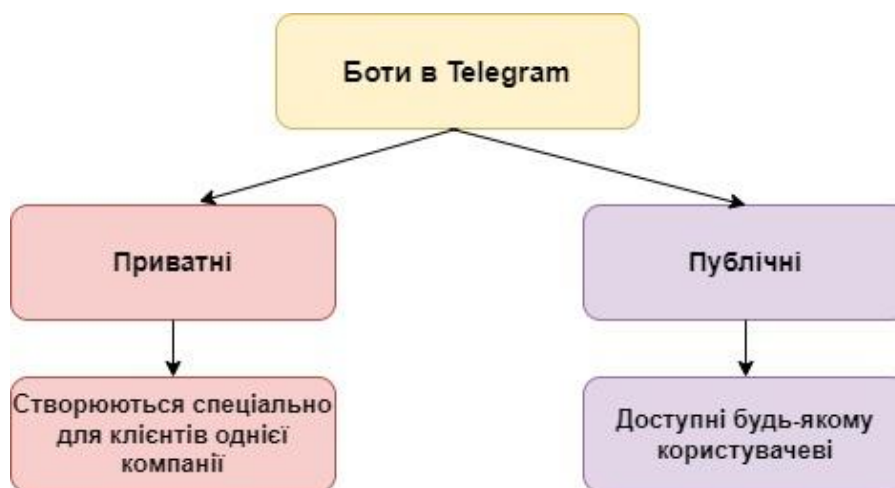 Боти в Telegram
Приватні
Публічні
Створюються спеціально
для клієнтів однієї
компанії
Доступні будь-якому
користувачеві